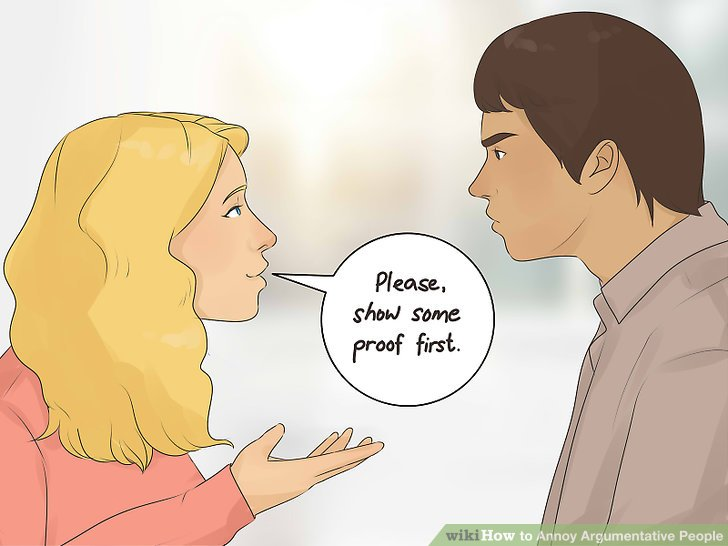 Please,
show some
proof first.
wikiHow to Annoy Argumentative People